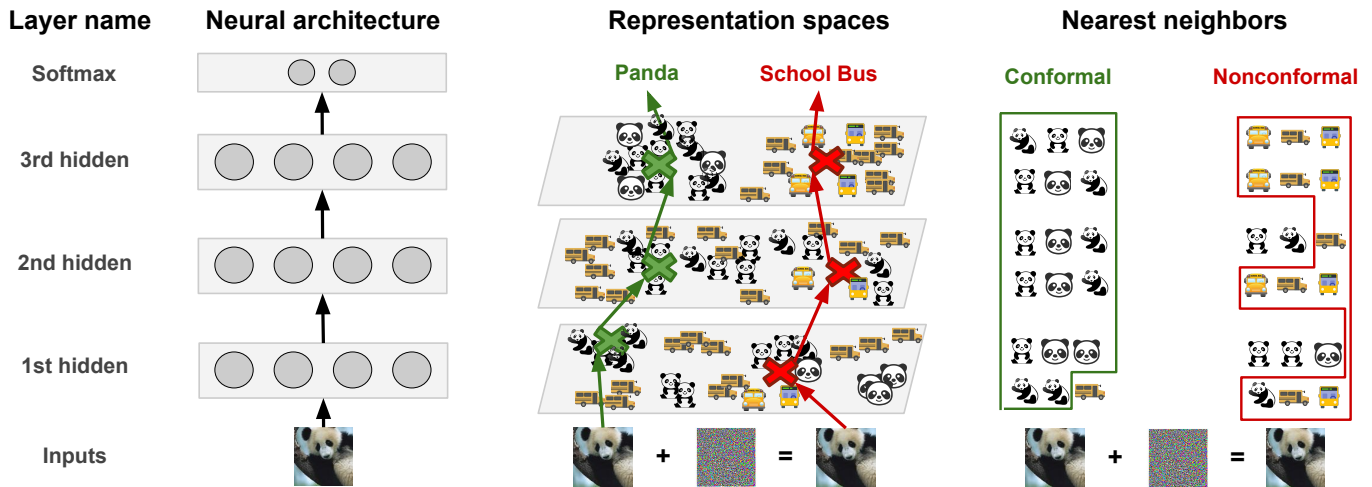 Layer name Neural architecture Representation spaces Nearest neighbors
Softmax Panda School Bus Conformal Nonconformal
3rd hidden
2nd hidden
1st hidden
Inputs + = + =